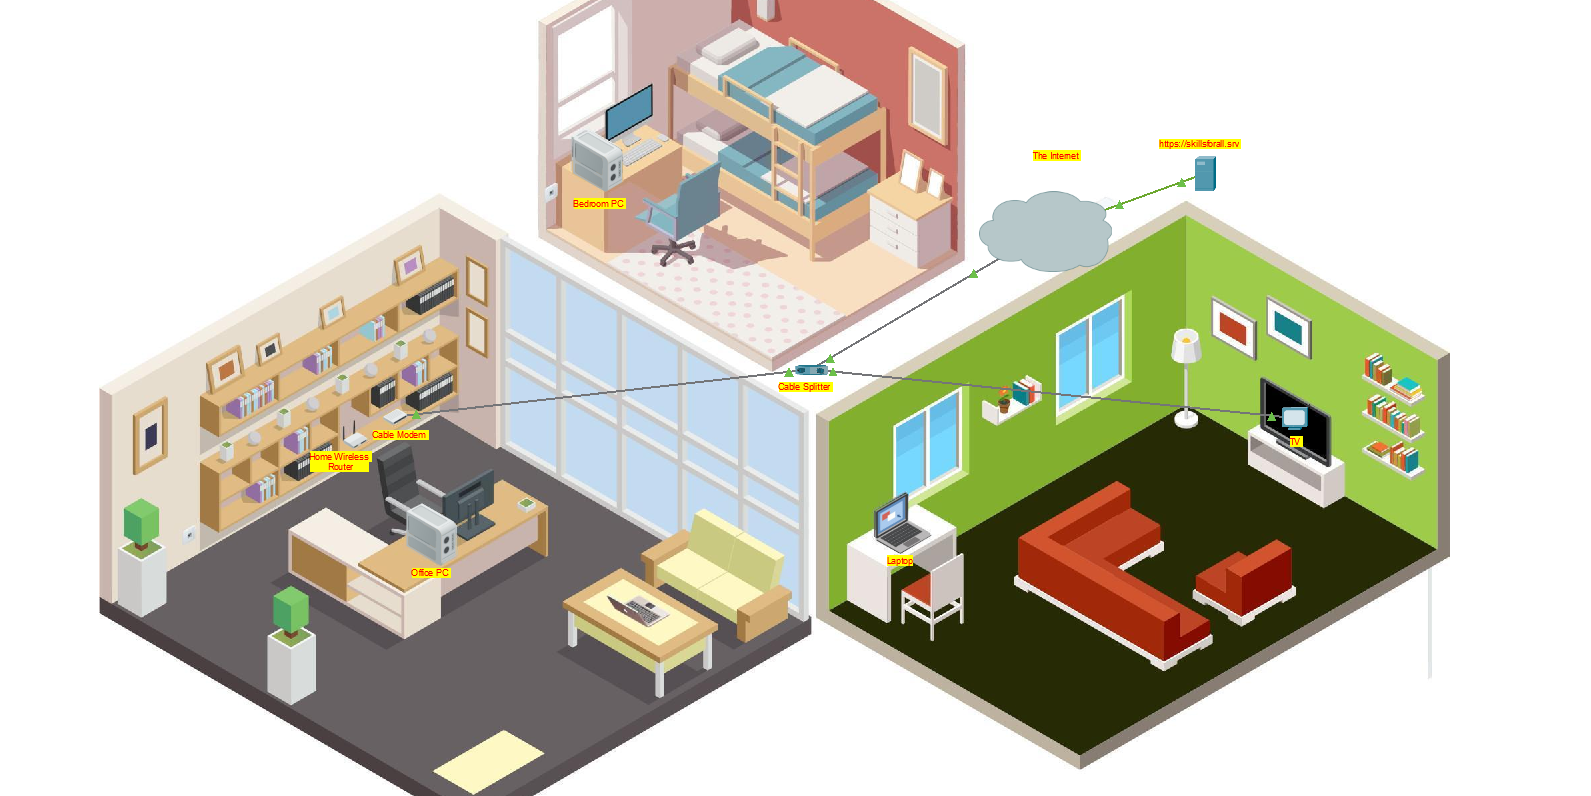 https://skillsforall.srv
The Internet
Bedroom PC
Cable Splitter
Cable Modem
TV
Home Wireless
Router
Laptop
Office PC